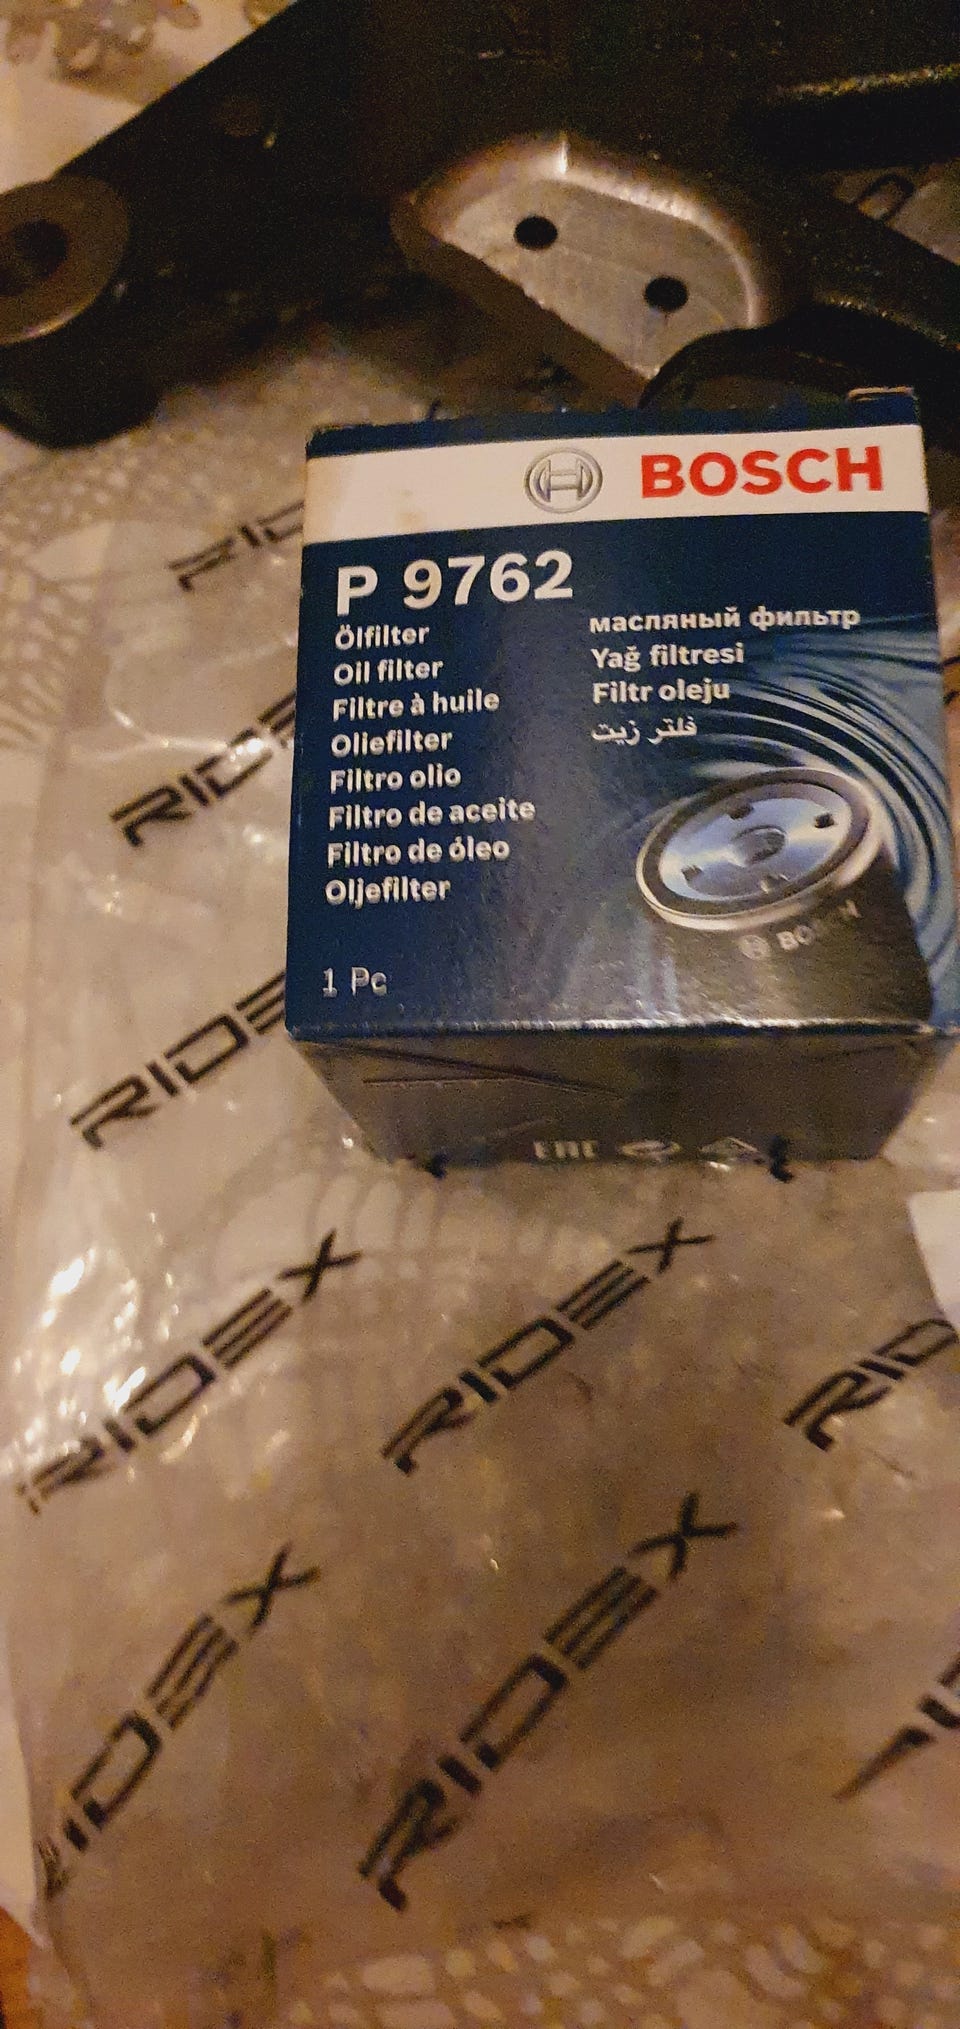 BOSCH
P 9762
Ölfilter
Oil filter
Filtre à huile
Oliefilter
Filtro olio
Filtro de aceite
Filtro de óleo
Oljefilter
масляный фильтр
Yağ filtresi
Filtr oleju
فلتر زيت
1 Pc
EAC
RIDEX
RIDEX
RIDEX
RIDEX